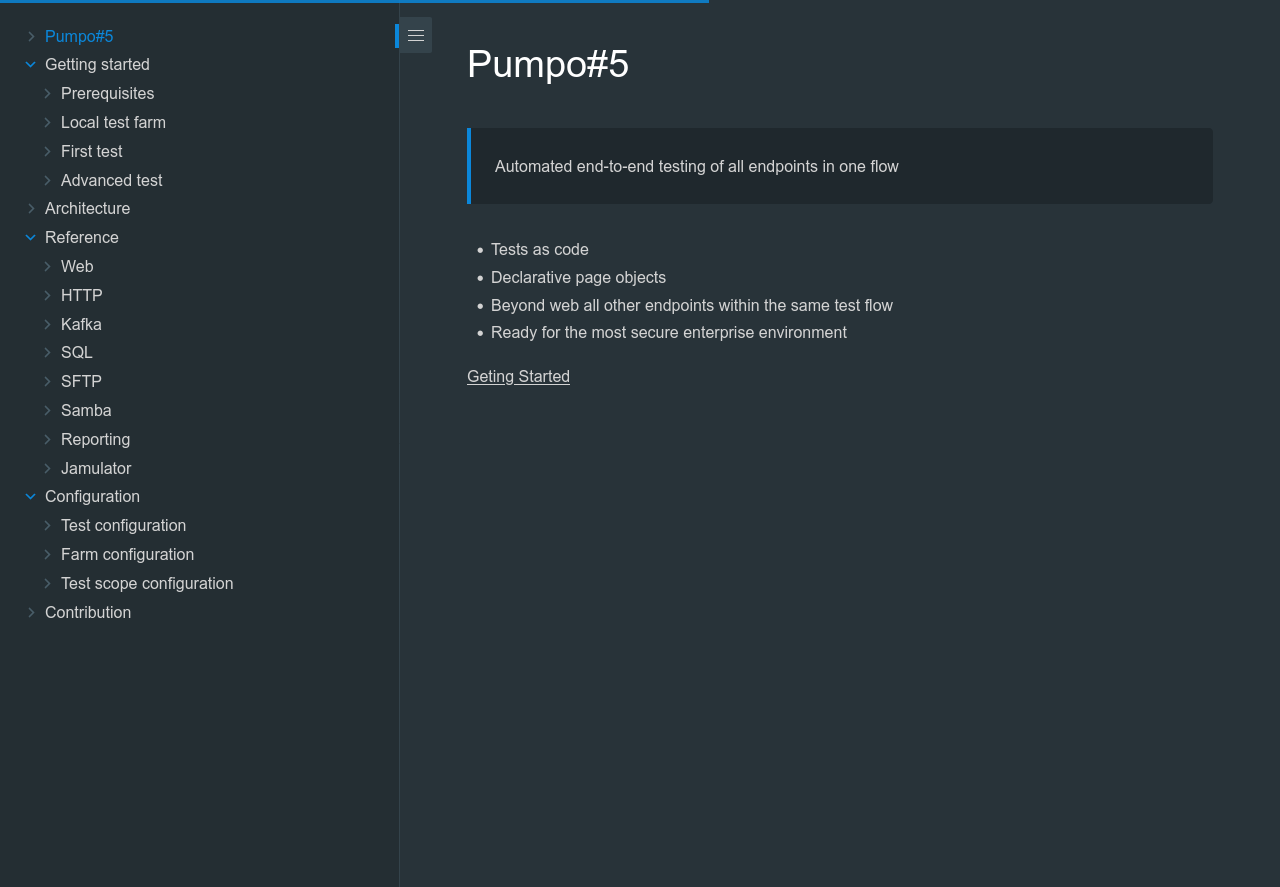 Pumpo#5
Getting started
Prerequisites
Local test farm
First test
Advanced test
Architecture
Reference
Web
HTTP
Kafka
SQL
SFTP
Samba
Reporting
Jamulator
Configuration
Test configuration
Farm configuration
Test scope configuration
Contribution
Pumpo#5
Automated end-to-end testing of all endpoints in one flow
Tests as code
Declarative page objects
Beyond web all other endpoints within the same test flow
Ready for the most secure enterprise environment
Geting Started